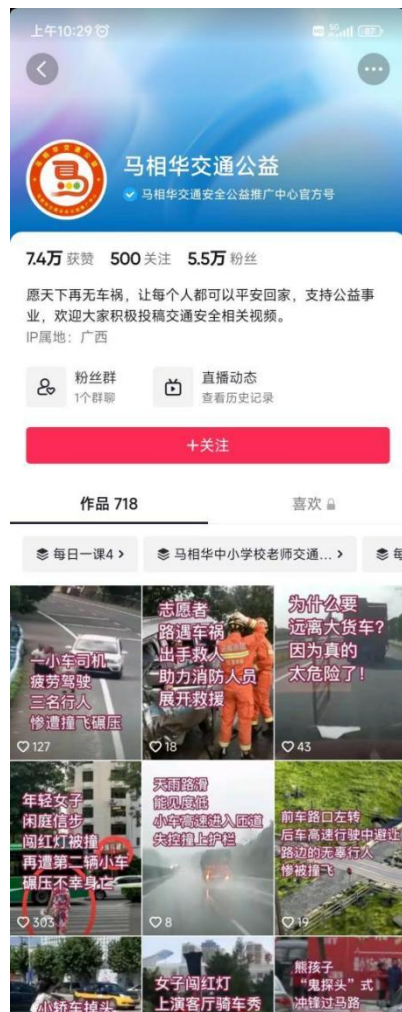 上午10:29
5G
87
马相华交通公益
马相华交通安全公益推广中心官方号
7.4万 获赞 500 关注 5.5万 粉丝
愿天下再无车祸，让每个人都可以平安回家，支持公益事
业，欢迎大家积极投稿交通安全相关视频。
IP属地：广西
粉丝群
1个群聊
直播动态
查看历史记录
+关注
作品 718
喜欢
每日一课4 >
马相华中小学校老师交通... >
每
一小车司机
疲劳驾驶
三名行人
惨遭撞飞碾压
127
志愿者
路遇车祸
出手救人
助力消防人员
展开救援
18
为什么要
远离大货车?
因为真的
太危险了!
43
年轻女子
闲庭信步
闯红灯被撞
再遭第二辆小车
碾压不幸身亡
303
天雨路滑
能见度低
小车高速进入匝道
失控撞上护栏
8
前车路口左转
后车高速行驶中避让
路边的无辜行人
惨被撞飞
19
小轿车掉头
女子闯红灯
上演客厅骑车秀
熊孩子
“鬼探头”式
冲锋过马路